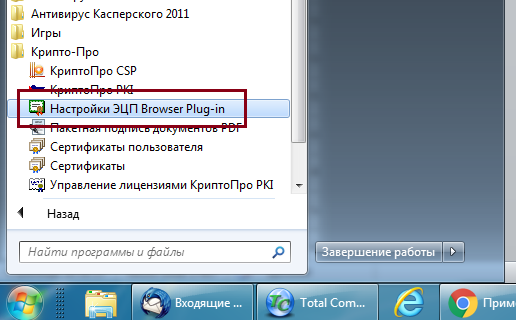 Антивирус Касперского 2011
Игры
Крипто-Про
КриптоПро CSP
КриптоПро PKI
Настройки ЭЦП Browser Plug-in
Пакетная подпись документов PDF
Сертификаты пользователя
Сертификаты
Управление лицензиями КриптоПро PKI
Назад
Найти программы и файлы
Завершение работы
Входящие ...
Total Com...
Приме